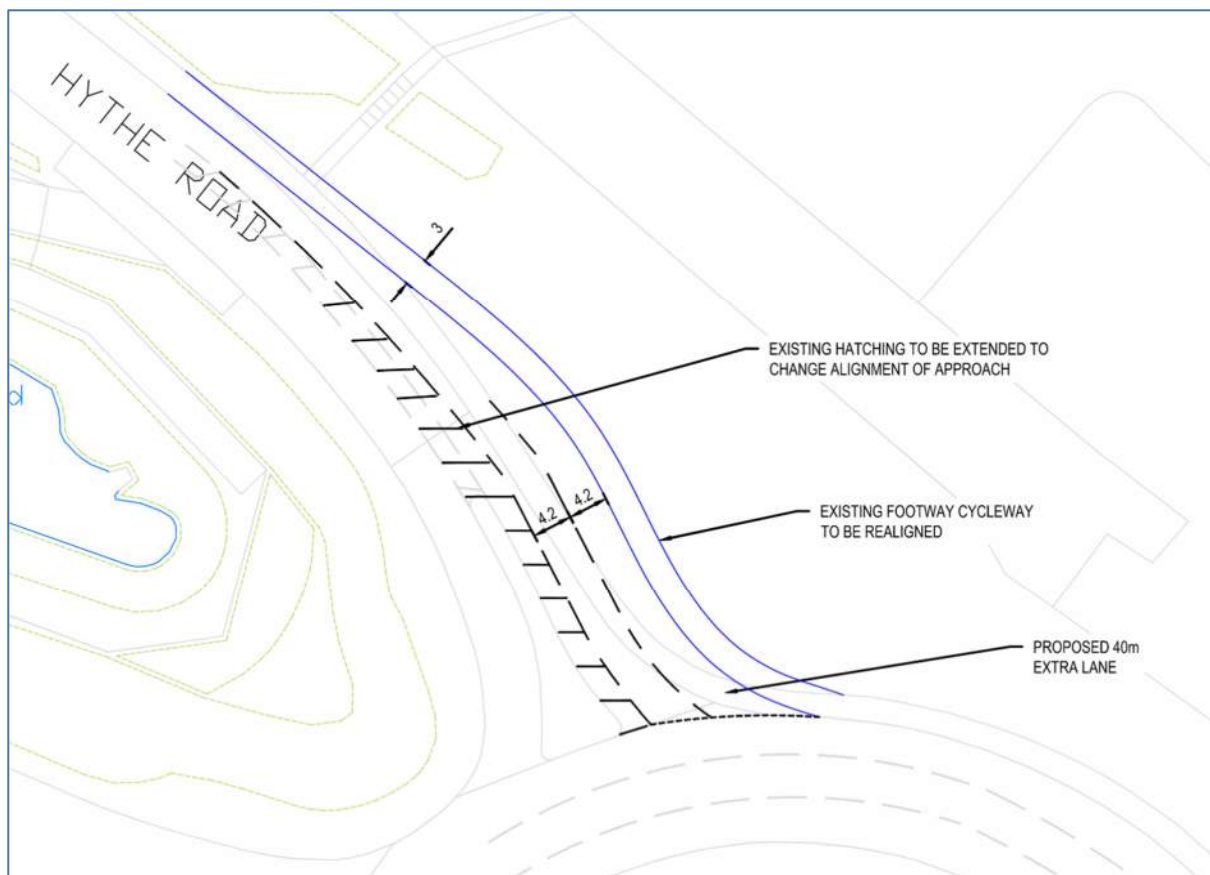 HYTHE ROAD
3
EXISTING HATCHING TO BE EXTENDED TO
CHANGE ALIGNMENT OF APPROACH
4.2
4.2
EXISTING FOOTWAY CYCLEWAY
TO BE REALIGNED
PROPOSED 40m
EXTRA LANE